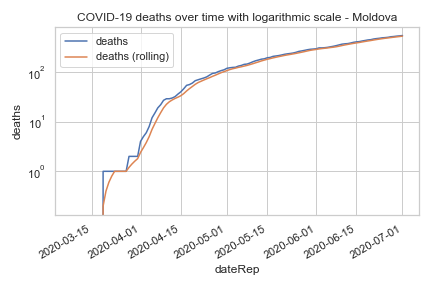 COVID-19 deaths over time with logarithmic scale - Moldova
deaths
deaths (rolling)
10²
10¹
10⁰
deaths
2020-03-15
2020-04-01
2020-04-15
2020-05-01
2020-05-15
2020-06-01
2020-06-15
2020-07-01
dateRep